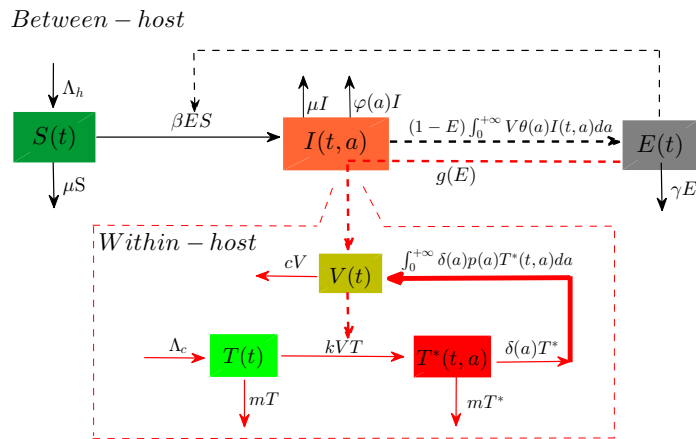 Between-host
Λ_h
μI
φ(a)I
S(t)
βES
I(t, a)
(1 − E) ∫_0^{+∞} Vθ(a)I(t, a)da
E(t)
μS
g(E)
γE
Within-host
cV
V(t)
∫_0^{+∞} δ(a)p(a)T*(t, a)da
Λ_c
T(t)
kVT
T*(t, a)
δ(a)T*
mT
mT*